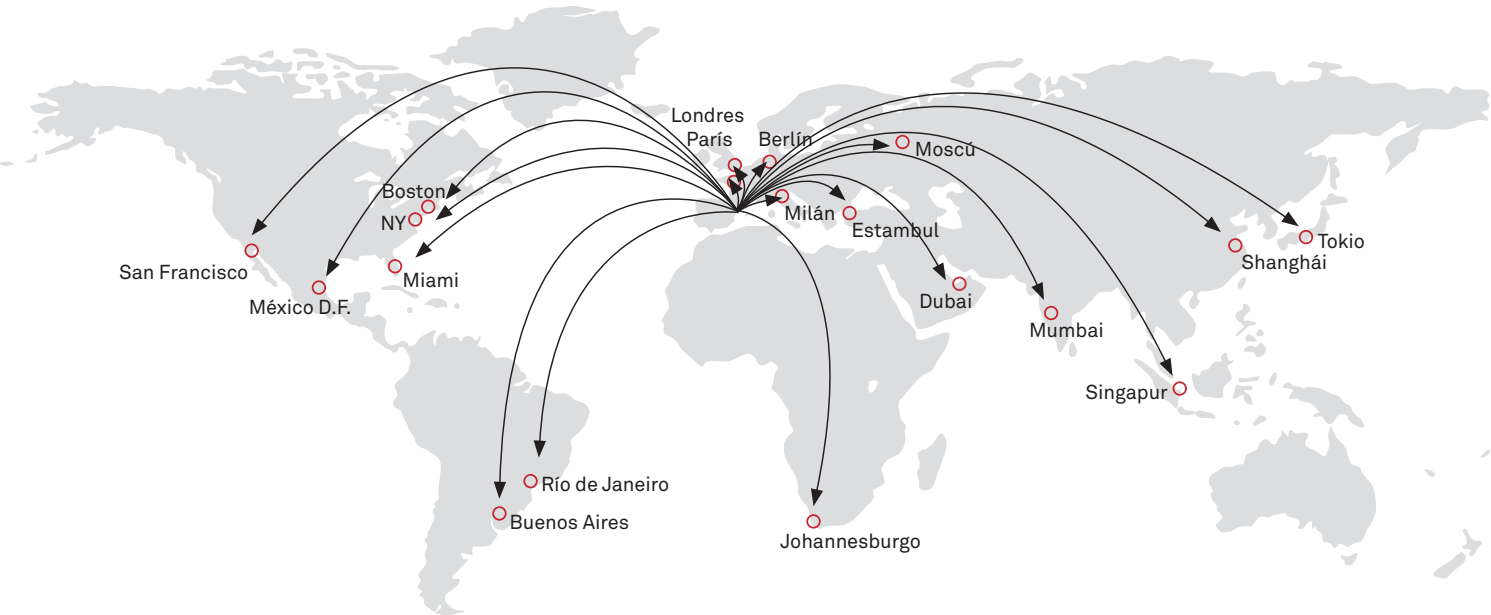 Londres
París
Berlín
Moscú
Boston
NY
Milán
Estambul
San Francisco
Miami
México D.F.
Tokio
Shangháí
Dubai
Mumbai
Singapur
Río de Janeiro
Buenos Aires
Johannesburgo